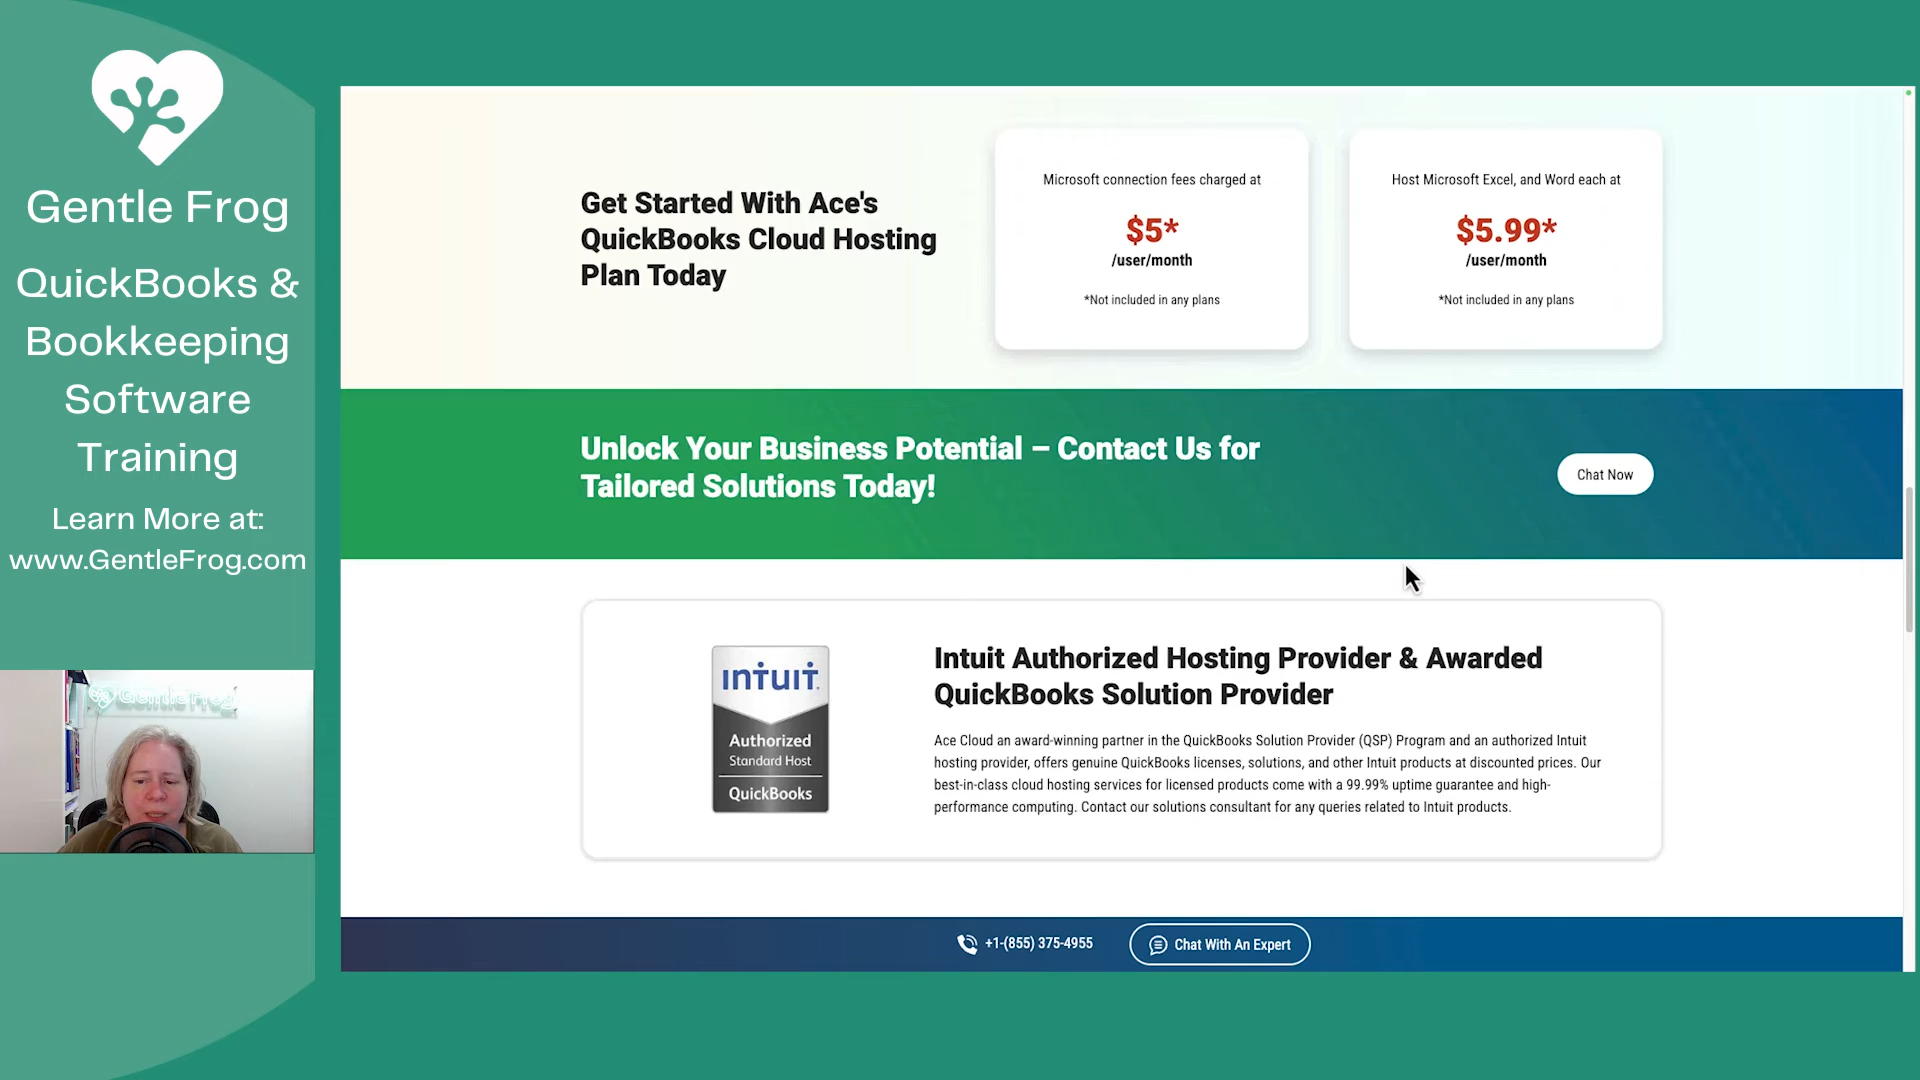 Gentle Frog
QuickBooks &
Bookkeeping
Software
Training
Learn More at:
www.GentleFrog.com
Gentle Frog
Get Started With Ace's
QuickBooks Cloud Hosting
Plan Today
Microsoft connection fees charged at
$5*
/user/month
*Not included in any plans
Host Microsoft Excel, and Word each at
$5.99*
/user/month
*Not included in any plans
Unlock Your Business Potential – Contact Us for
Tailored Solutions Today!
Chat Now
intuit.
Authorized
Standard Host
QuickBooks
Intuit Authorized Hosting Provider & Awarded
QuickBooks Solution Provider
Ace Cloud an award-winning partner in the QuickBooks Solution Provider (QSP) Program and an authorized Intuit
hosting provider, offers genuine QuickBooks licenses, solutions, and other Intuit products at discounted prices. Our
best-in-class cloud hosting services for licensed products come with a 99.99% uptime guarantee and high-
performance computing. Contact our solutions consultant for any queries related to Intuit products.
+1-(855) 375-4955
Chat With An Expert